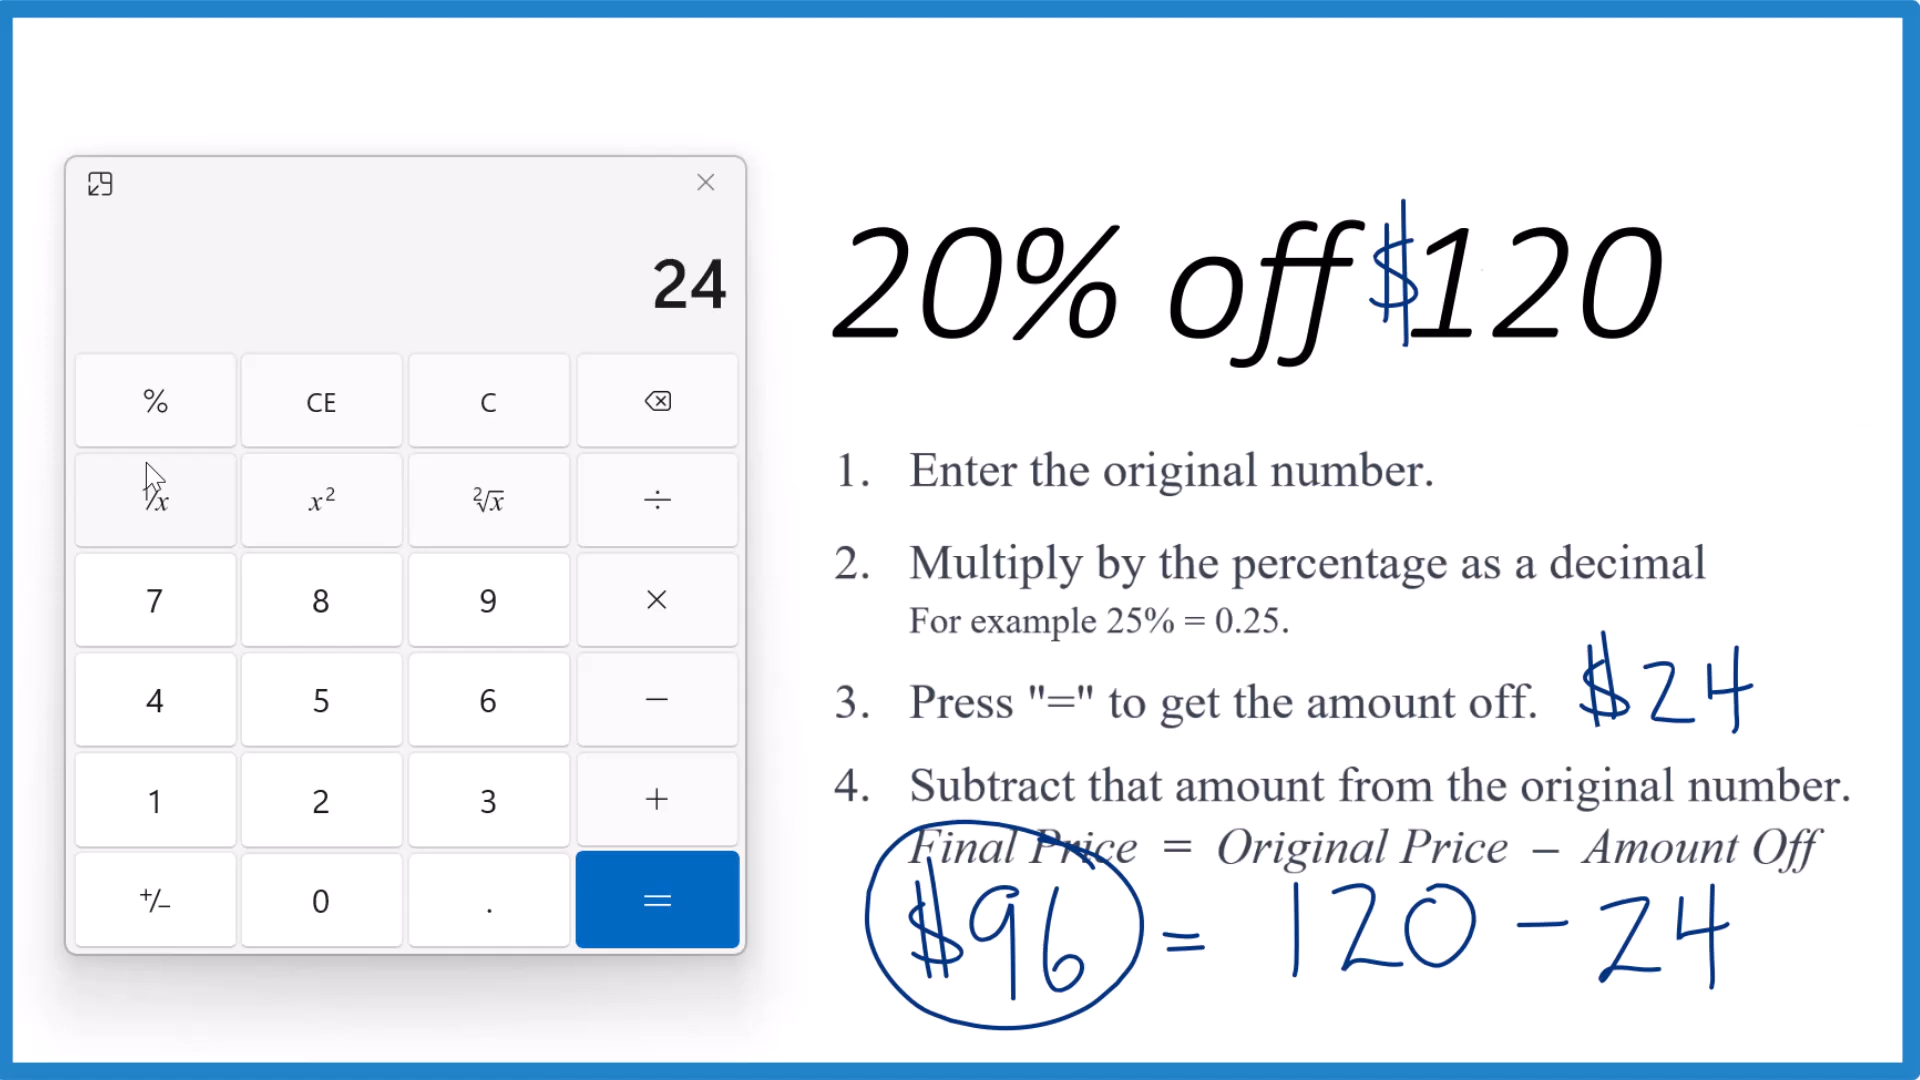 24
% CE C
¹/x x² ²√x ÷
7 8 9 ×
4 5 6 −
1 2 3 +
+/− 0 . =
20% off $120
1. Enter the original number.
2. Multiply by the percentage as a decimal
For example 25% = 0.25.
3. Press "=" to get the amount off. $24
4. Subtract that amount from the original number.
Final Price = Original Price – Amount Off
$96 = 120 - 24